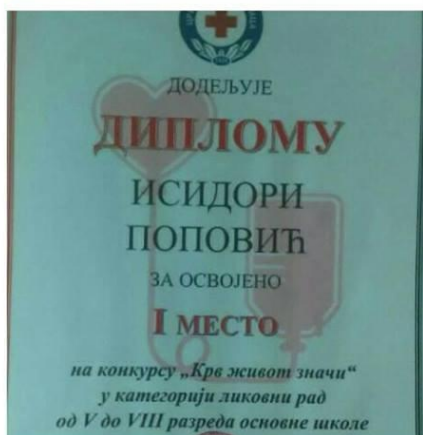 ДОДЕЉУЈЕ
ДИПЛОМУ
ИСИДОРИ
ПОПОВИЋ
ЗА ОСВОЈЕНО
I МЕСТО
на конкурсу „Крв живот значи“
у категорији ликовни рад
од V до VIII разреда основне школе